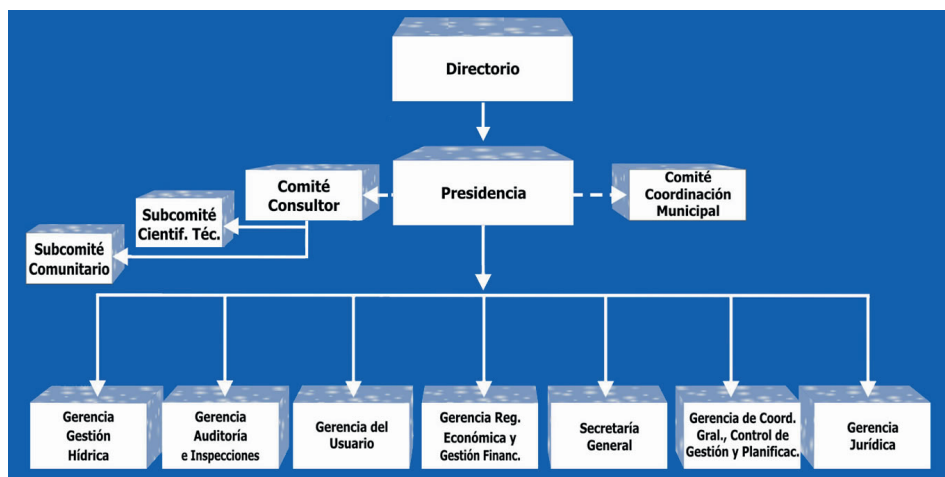 Directorio
Presidencia
Comité
Consultor
Comité
Coordinación
Municipal
Subcomité
Cientif. Téc.
Subcomité
Comunitario
Gerencia
Gestión
Hídrica
Gerencia
Auditoría
e Inspecciones
Gerencia del
Usuario
Gerencia Reg.
Económica y
Gestión Financ.
Secretaría
General
Gerencia de Coord.
Gral., Control de
Gestión y Planificac.
Gerencia
Jurídica